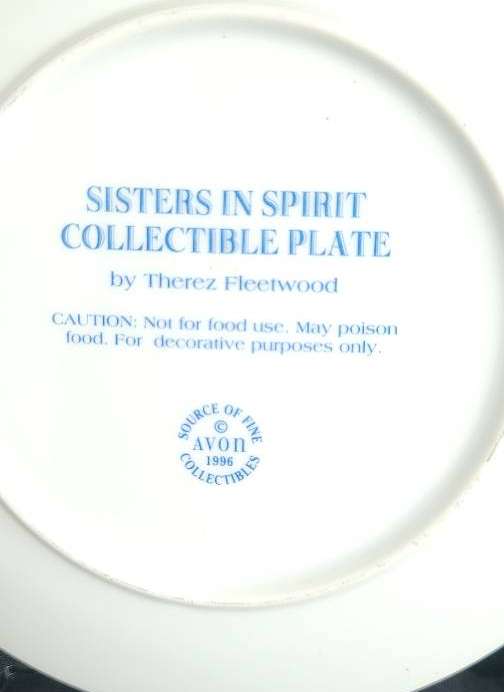 SISTERS IN SPIRIT
COLLECTIBLE PLATE
by Therez Fleetwood
CAUTION: Not for food use. May poison
food. For decorative purposes only.
SOURCE OF FINE
©
AVON
1996
COLLECTIBLES